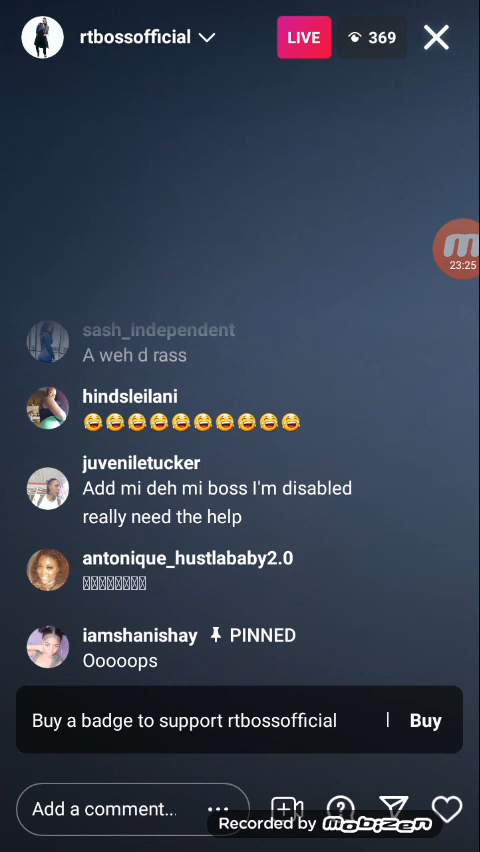 rtbossofficial
LIVE
369
23:25
sash_independent
A weh d rass
hindsleilani
😂😂😂😂😂😂😂😂😂😂
juveniletucker
Add mi deh mi boss I'm disabled
really need the help
antonique_hustlababy2.0
iamshanishay PINNED
Ooooops
Buy a badge to support rtbossofficial | Buy
Add a comment...
Recorded by mobizen